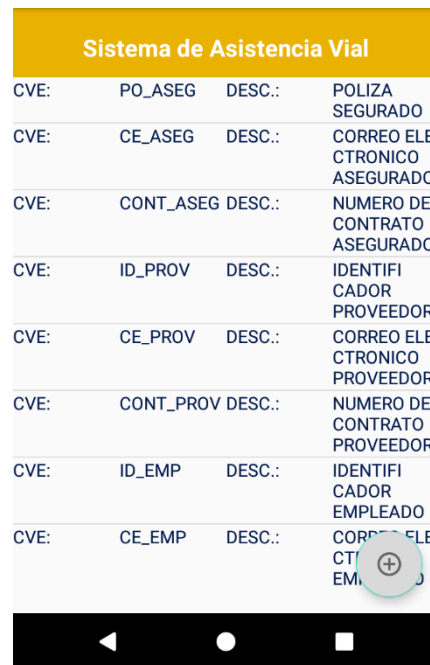 Sistema de Asistencia Vial
CVE: PO_ASEG DESC.: POLIZA
SEGURADO
CVE: CE_ASEG DESC.: CORREO ELE
CTRONICO
ASEGURADO
CVE: CONT_ASEG DESC.: NUMERO DE
CONTRATO
ASEGURADO
CVE: ID_PROV DESC.: IDENTIFI
CADOR
PROVEEDOR
CVE: CE_PROV DESC.: CORREO ELE
CTRONICO
PROVEEDOR
CVE: CONT_PROV DESC.: NUMERO DE
CONTRATO
PROVEEDOR
CVE: ID_EMP DESC.: IDENTIFI
CADOR
EMPLEADO
CVE: CE_EMP DESC.: